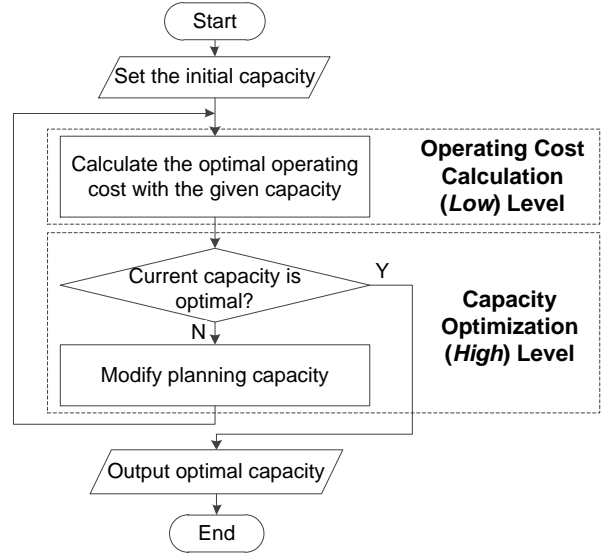 Start
Set the initial capacity
Calculate the optimal operating
cost with the given capacity
Operating Cost
Calculation
(Low) Level
Current capacity is
optimal?
Y
N
Capacity
Optimization
(High) Level
Modify planning capacity
Output optimal capacity
End